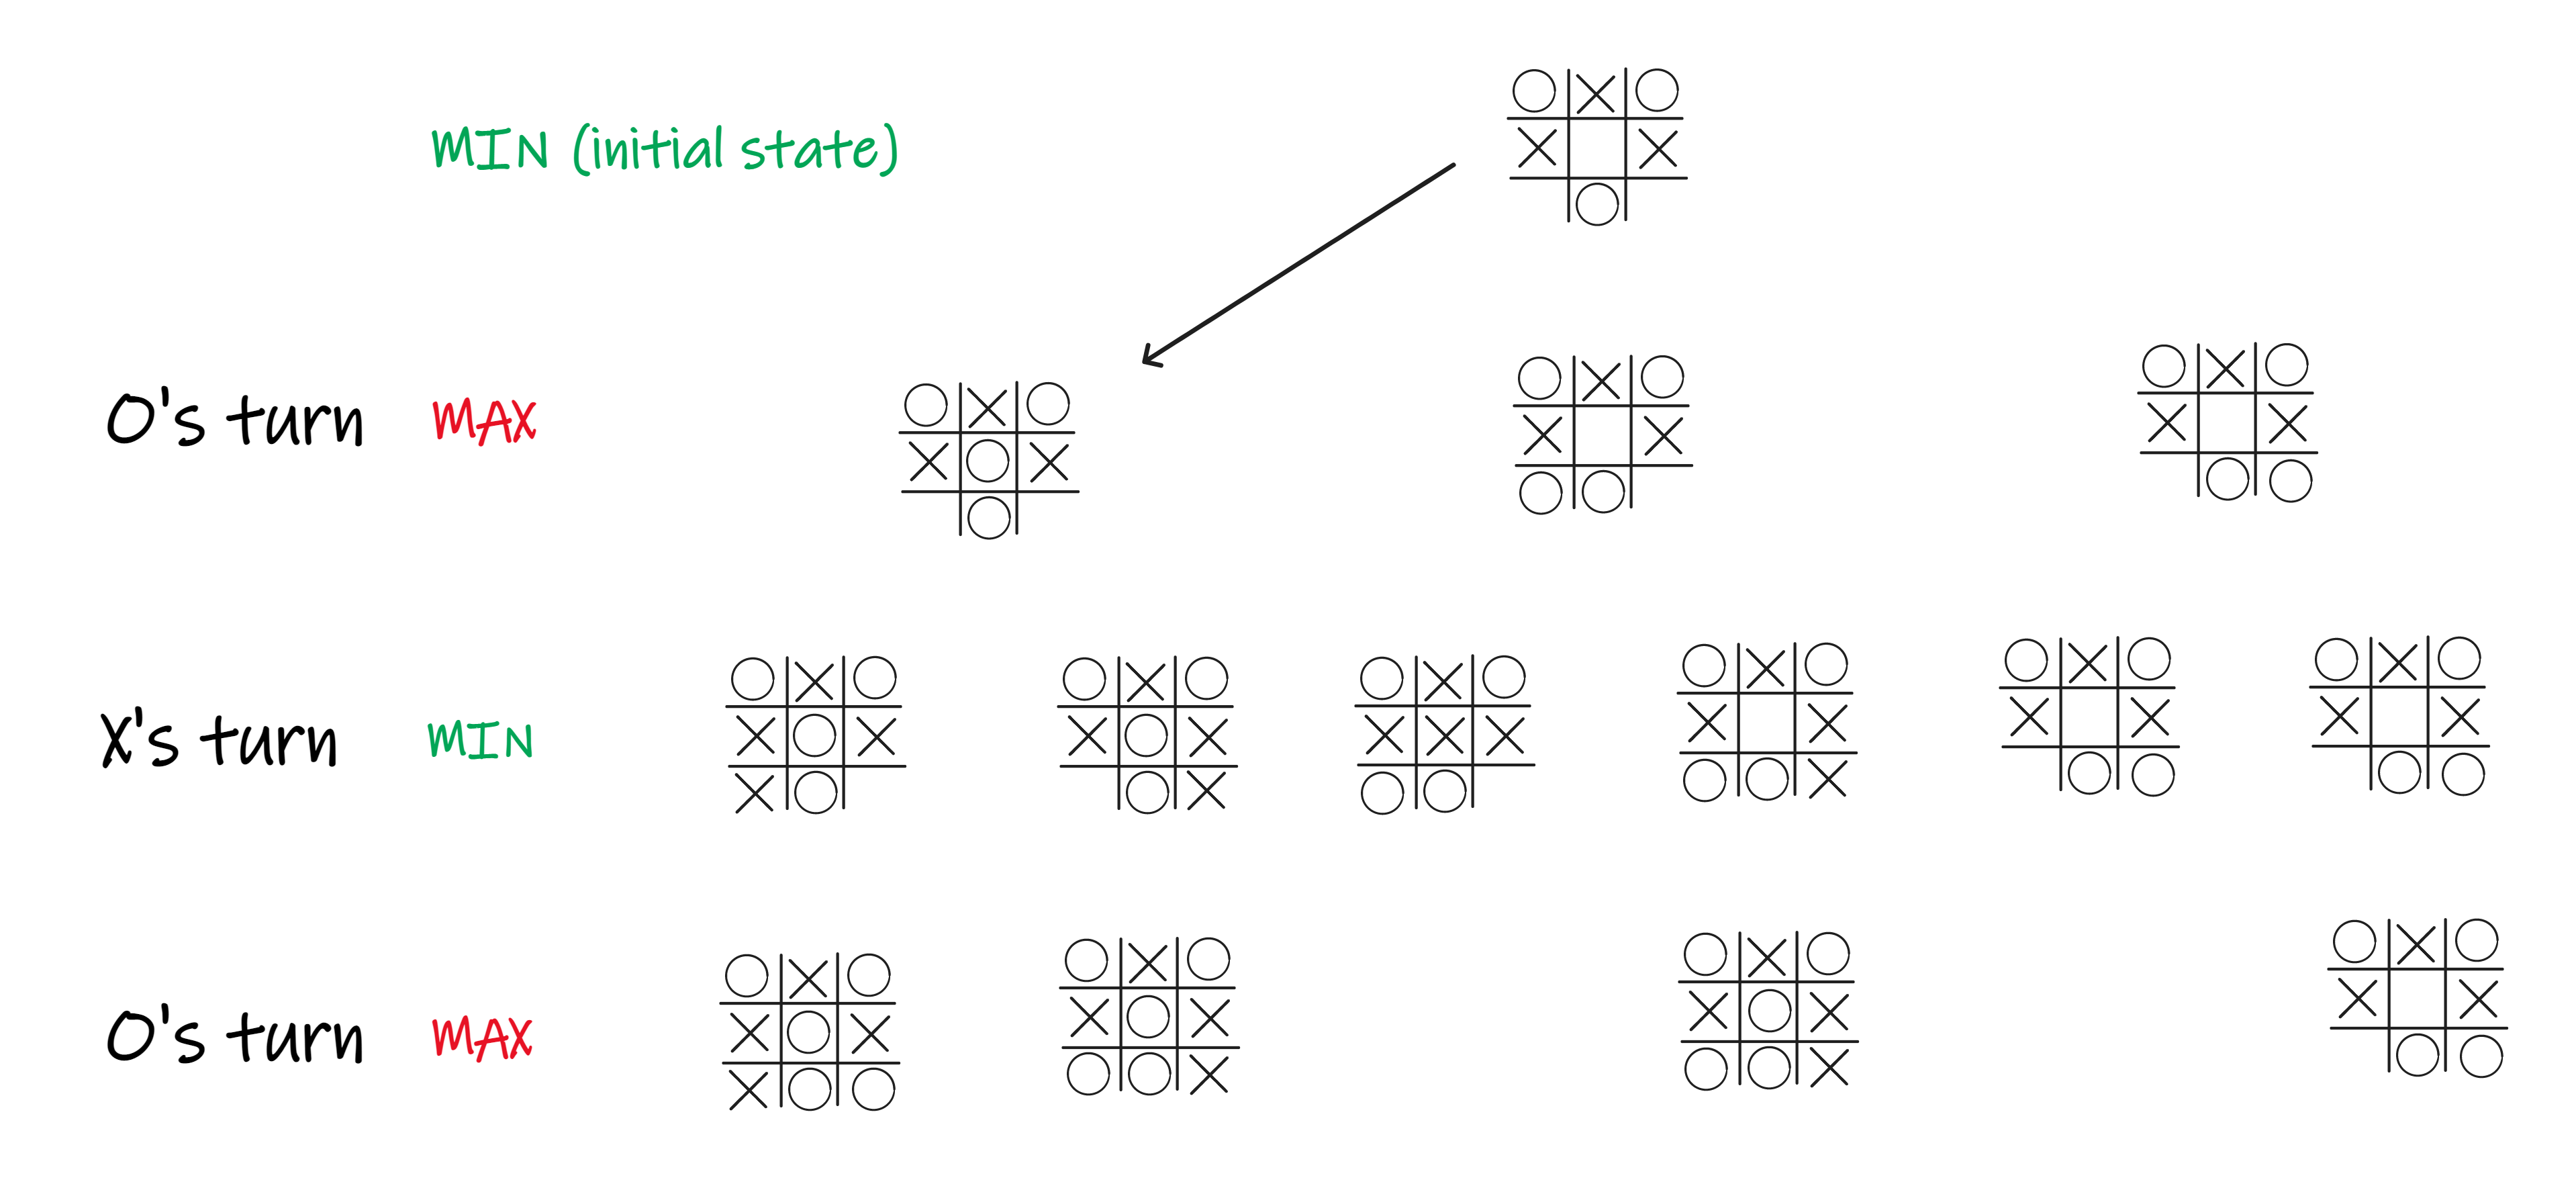 MIN (initial state)
O's turn MAX
X's turn MIN
O's turn MAX